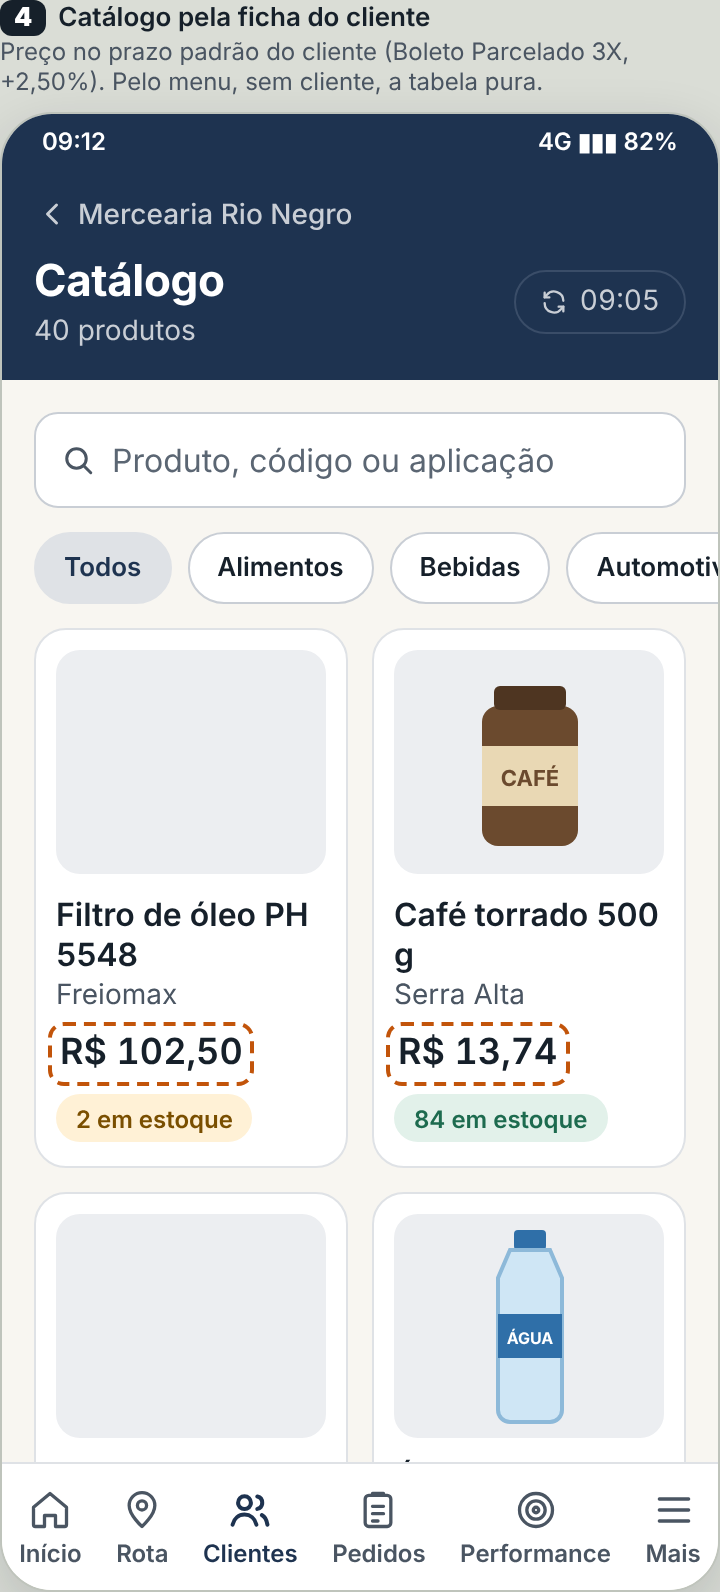 4 Catálogo pela ficha do cliente
Preço no prazo padrão do cliente (Boleto Parcelado 3X,
+2,50%). Pelo menu, sem cliente, a tabela pura.
09:12 4G 82%
Mercearia Rio Negro
Catálogo
40 produtos
09:05
Produto, código ou aplicação
Todos Alimentos Bebidas Automotiv
CAFÉ
Filtro de óleo PH
5548
Freiomax
R$ 102,50
2 em estoque
Café torrado 500
g
Serra Alta
R$ 13,74
84 em estoque
ÁGUA
Início Rota Clientes Pedidos Performance Mais